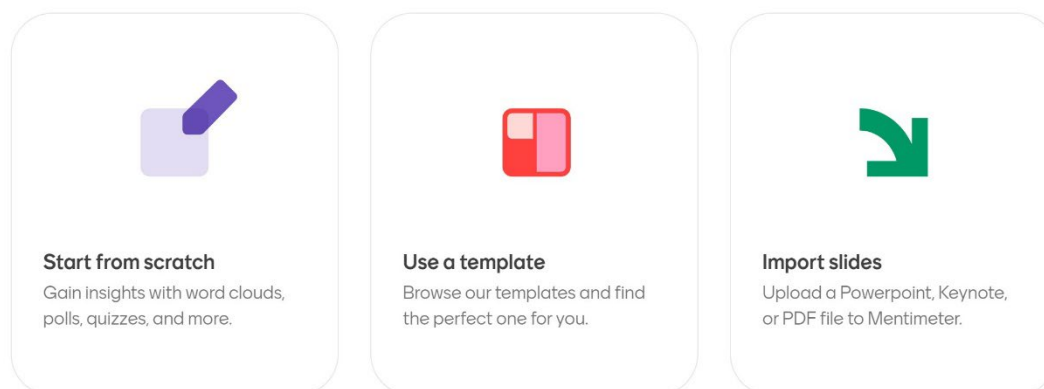 Start from scratch
Gain insights with word clouds,
polls, quizzes, and more.
Use a template
Browse our templates and find
the perfect one for you.
Import slides
Upload a Powerpoint, Keynote,
or PDF file to Mentimeter.